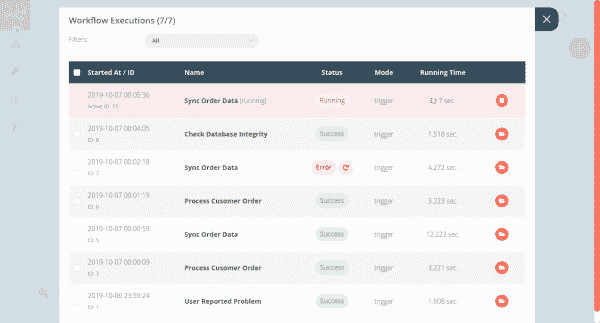 Workflow Executions (7/7)
Filters: All
Started At / ID Name Status Mode Running Time
2019-10-07 00:05:36 Sync Order Data (running) Running trigger 7 sec.
Active ID: 15
2019-10-07 00:04:05 Check Database Integrity Success trigger 1.518 sec.
ID: 8
2019-10-07 00:02:18 Sync Order Data Error trigger 4.272 sec.
ID: 7
2019-10-07 00:01:19 Process Cusomer Order Success trigger 3.223 sec.
ID: 6
2019-10-07 00:00:59 Sync Order Data Success trigger 12.223 sec.
ID: 5
2019-10-07 00:00:09 Process Cusomer Order Success trigger 3.221 sec.
ID: 3
2019-10-06 23:59:24 User Reported Problem Success trigger 1.608 sec.
ID: 1